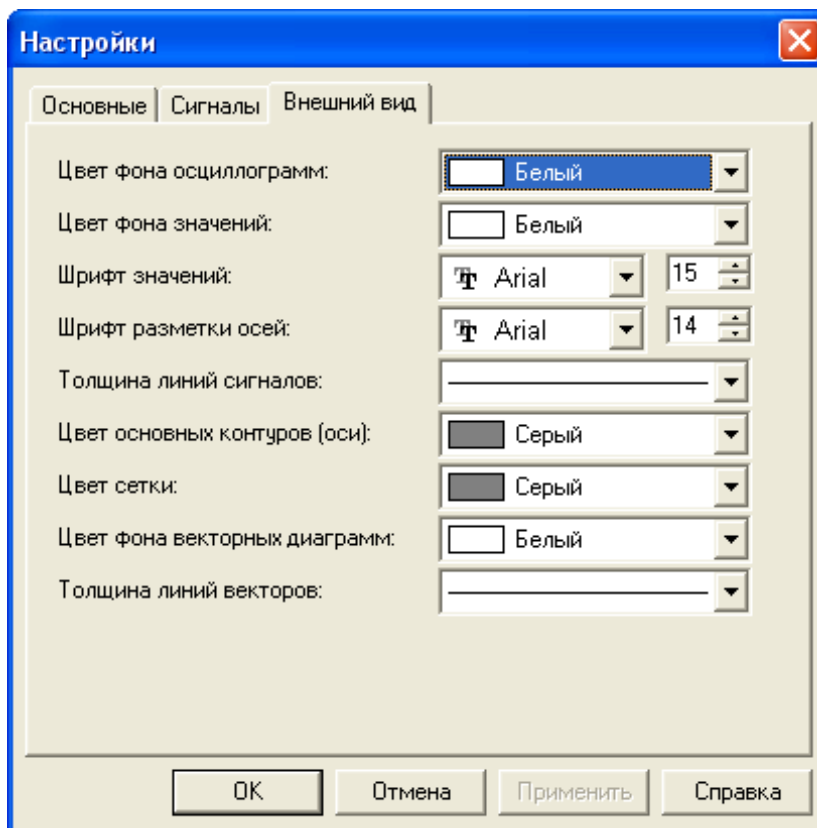 Настройки
Основные Сигналы Внешний вид
Цвет фона осциллограмм: Белый
Цвет фона значений: Белый
Шрифт значений: Arial 15
Шрифт разметки осей: Arial 14
Толщина линий сигналов:
Цвет основных контуров (оси): Серый
Цвет сетки: Серый
Цвет фона векторных диаграмм: Белый
Толщина линий векторов:
OK Отмена Применить Справка